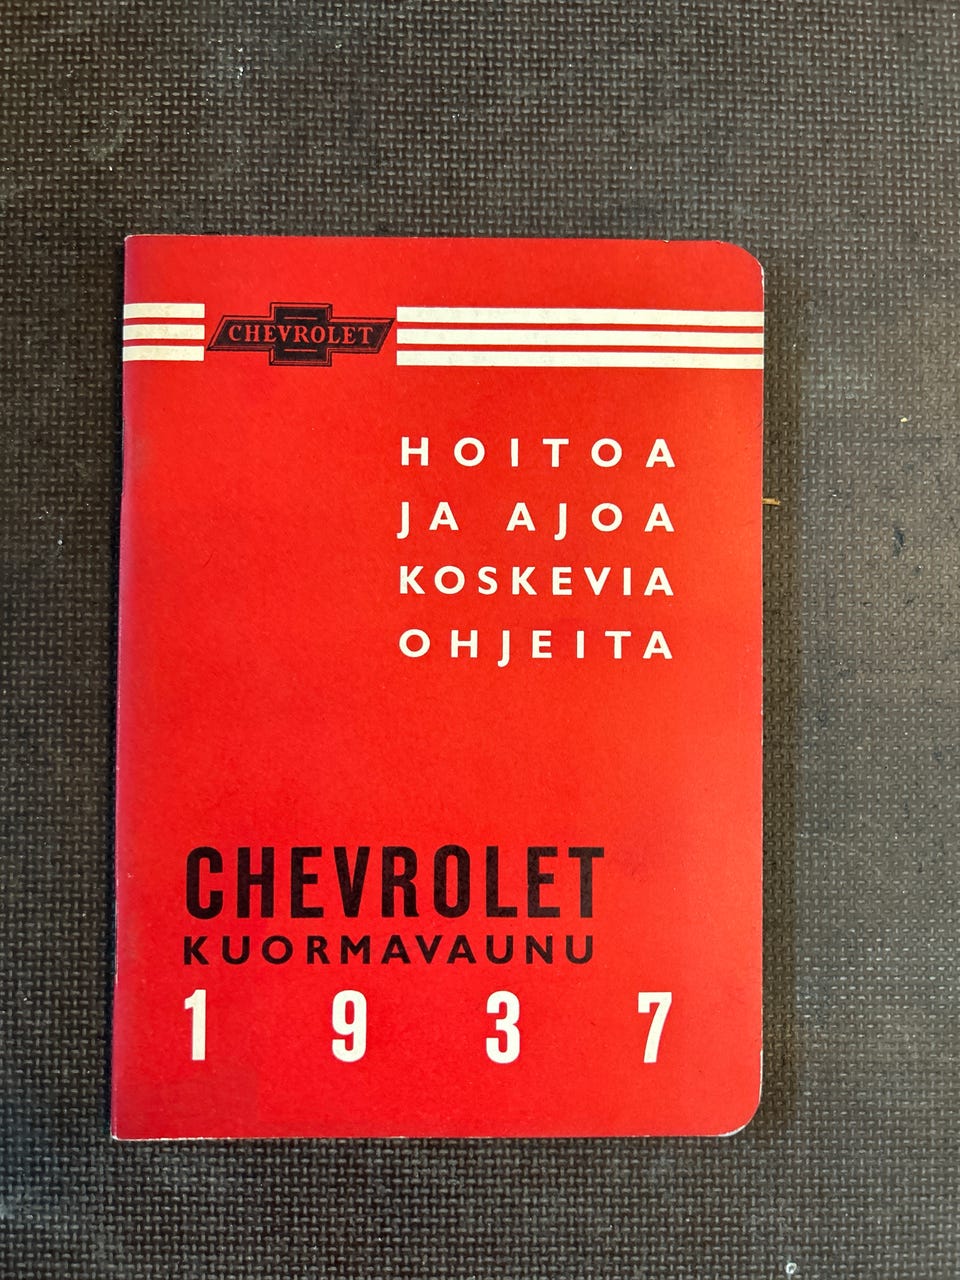 CHEVROLET
HOITOA
JA AJOA
KOSKEVIA
OHJEITA
CHEVROLET
KUORMAVAUNU
1937